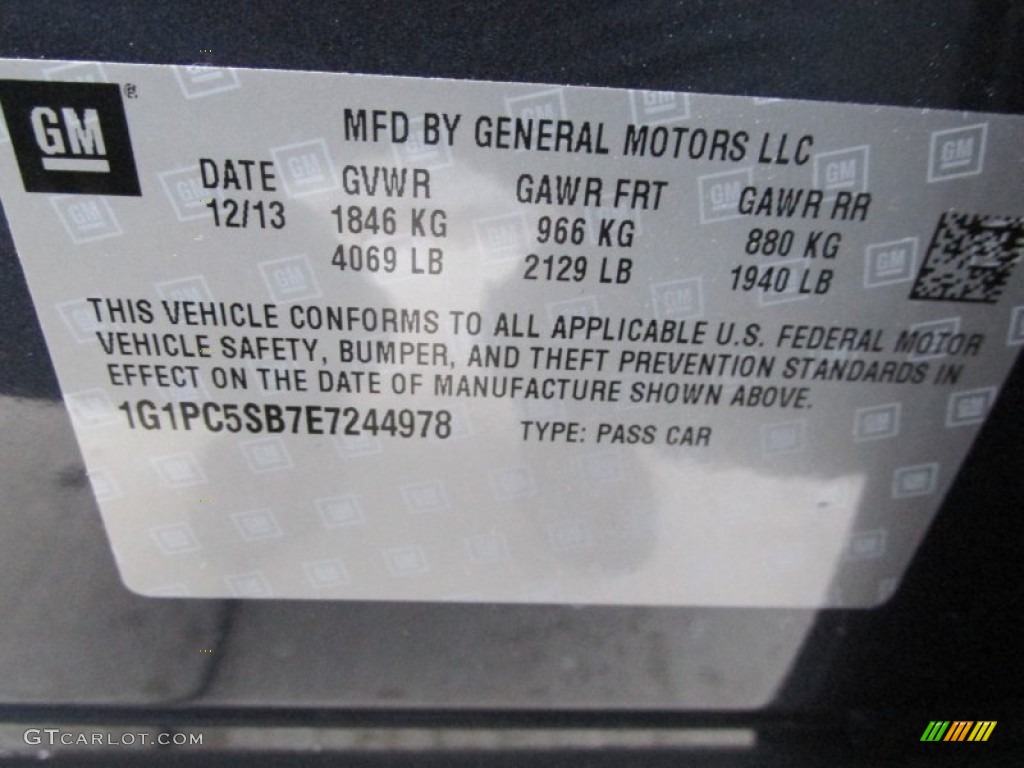 GM
MFD BY GENERAL MOTORS LLC
DATE GVWR GAWR FRT GAWR RR
12/13 1846 KG 966 KG 880 KG
4069 LB 2129 LB 1940 LB
THIS VEHICLE CONFORMS TO ALL APPLICABLE U.S. FEDERAL MOTOR
VEHICLE SAFETY, BUMPER, AND THEFT PREVENTION STANDARDS IN
EFFECT ON THE DATE OF MANUFACTURE SHOWN ABOVE.
1G1PC5SB7E7244978 TYPE: PASS CAR
GTCARLOT.COM